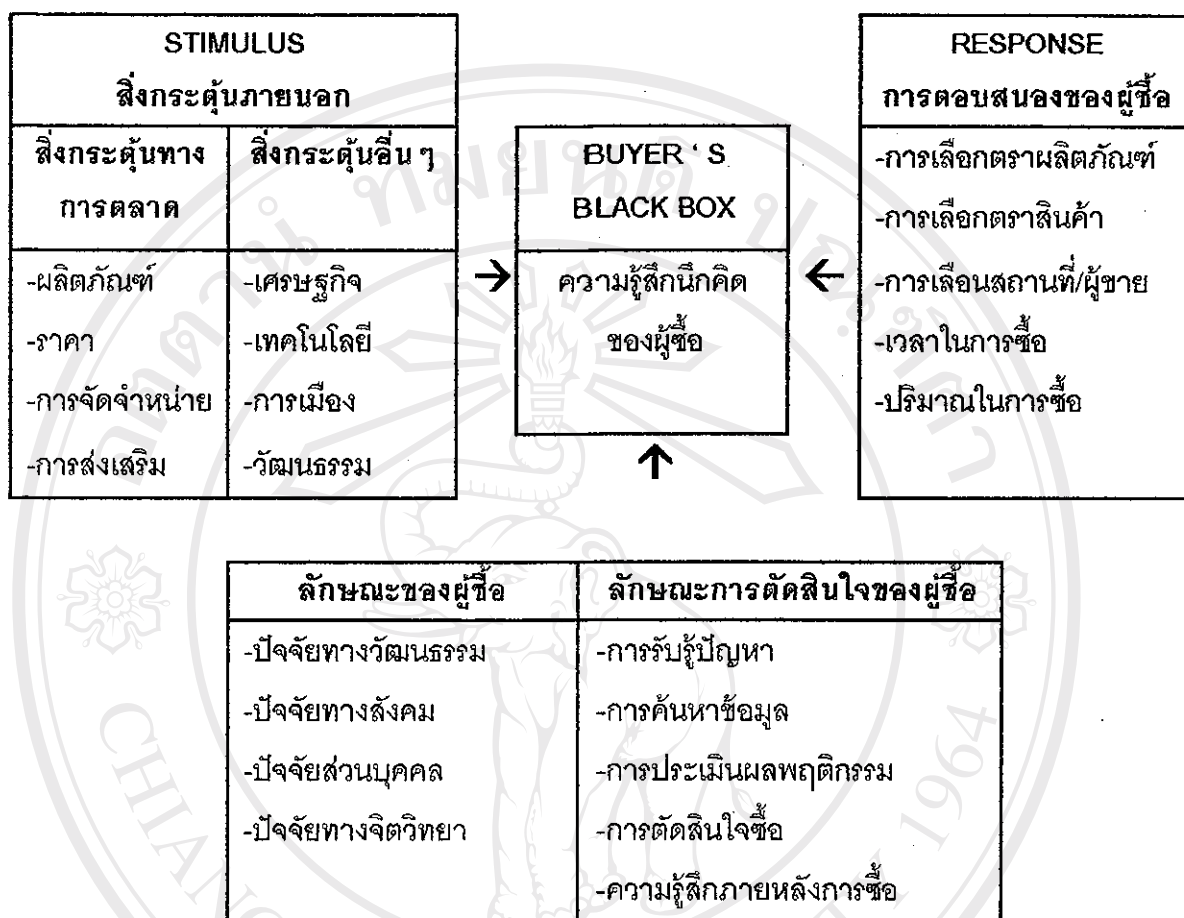 STIMULUS
สิ่งกระตุ้นภายนอก
สิ่งกระตุ้นทาง
การตลาด
สิ่งกระตุ้นอื่นๆ
-ผลิตภัณฑ์
-ราคา
-การจัดจำหน่าย
-การส่งเสริม
-เศรษฐกิจ
-เทคโนโลยี
-การเมือง
-วัฒนธรรม
→
BUYER ' S
BLACK BOX
ความรู้สึกนึกคิด
ของผู้ซื้อ
←
↑
RESPONSE
การตอบสนองของผู้ซื้อ
-การเลือกตราผลิตภัณฑ์
-การเลือกตราสินค้า
-การเลือนสถานที่/ผู้ขาย
-เวลาในการซื้อ
-ปริมาณในการซื้อ
ลักษณะของผู้ซื้อ
-ปัจจัยทางวัฒนธรรม
-ปัจจัยทางสังคม
-ปัจจัยส่วนบุคคล
-ปัจจัยทางจิตวิทยา
ลักษณะการตัดสินใจของผู้ซื้อ
-การรับรู้ปัญหา
-การค้นหาข้อมูล
-การประเมินผลพฤติกรรม
-การตัดสินใจซื้อ
-ความรู้สึกภายหลังการซื้อ
อตฺตานํ ทมยนฺติ ปณฺฑิตา
CHIANG
1964